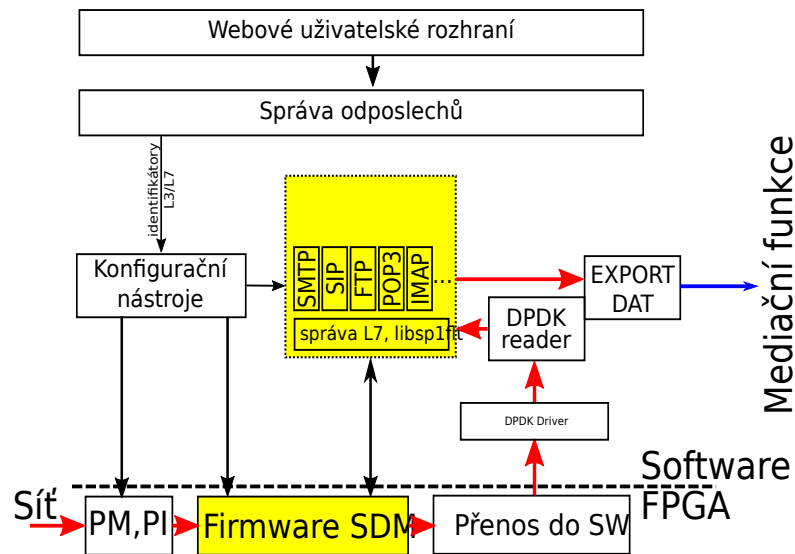 Webové uživatelské rozhraní
Správa odposlechů
identifikátory
L3/L7
Konfigurační
nástroje
SMTP
SIP
FTP
POP3
IMAP
...
správa L7, libsp1flt
DPDK
reader
EXPORT
DAT
Mediační funkce
DPDK Driver
Software
FPGA
Síť
PM,PI
Firmware SDM
Přenos do SW